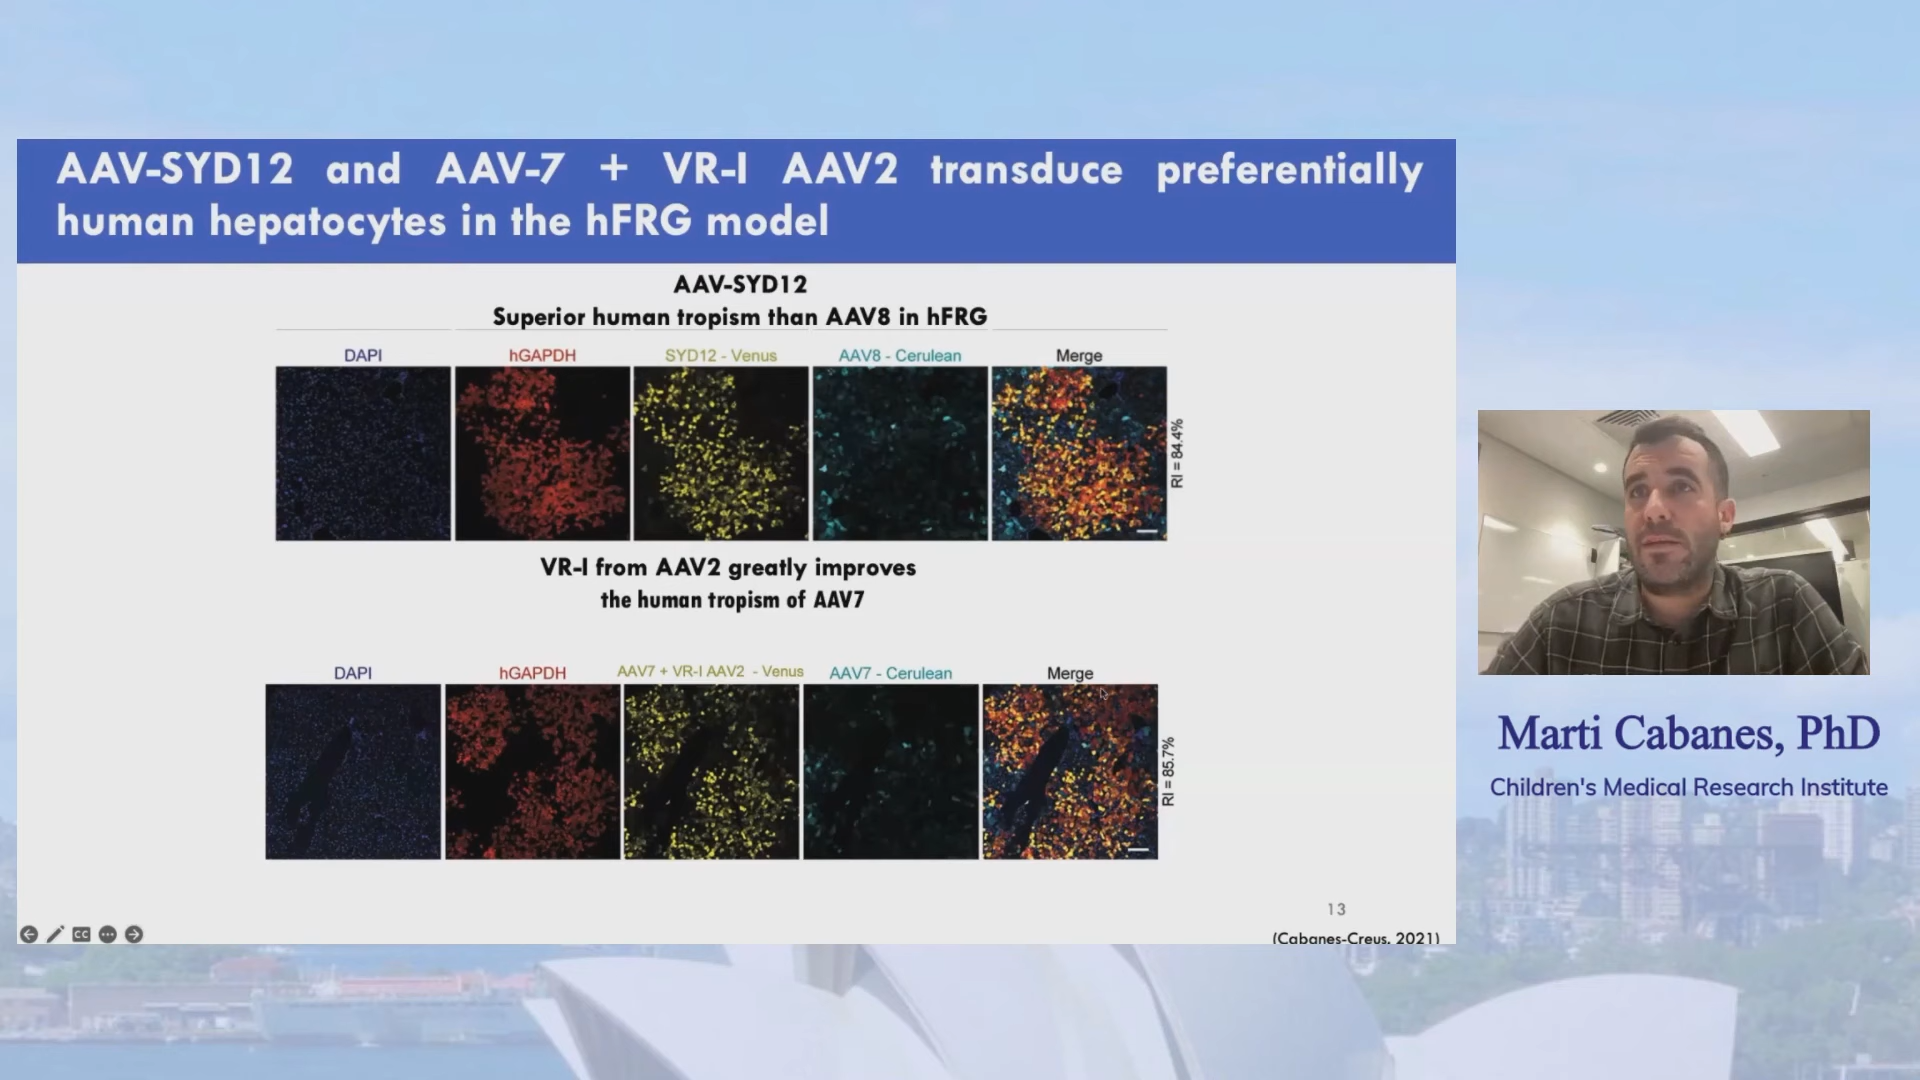 AAV-SYD12 and AAV-7 + VR-I AAV2 transduce preferentially
human hepatocytes in the hFRG model
AAV-SYD12
Superior human tropism than AAV8 in hFRG
DAPI hGAPDH SYD12 - Venus AAV8 - Cerulean Merge
RI = 84.4%
VR-I from AAV2 greatly improves
the human tropism of AAV7
DAPI hGAPDH AAV7 + VR-I AAV2 - Venus AAV7 - Cerulean Merge
RI = 85.7%
13
(Cabanes-Creus, 2021)
CC
Marti Cabanes, PhD
Children's Medical Research Institute